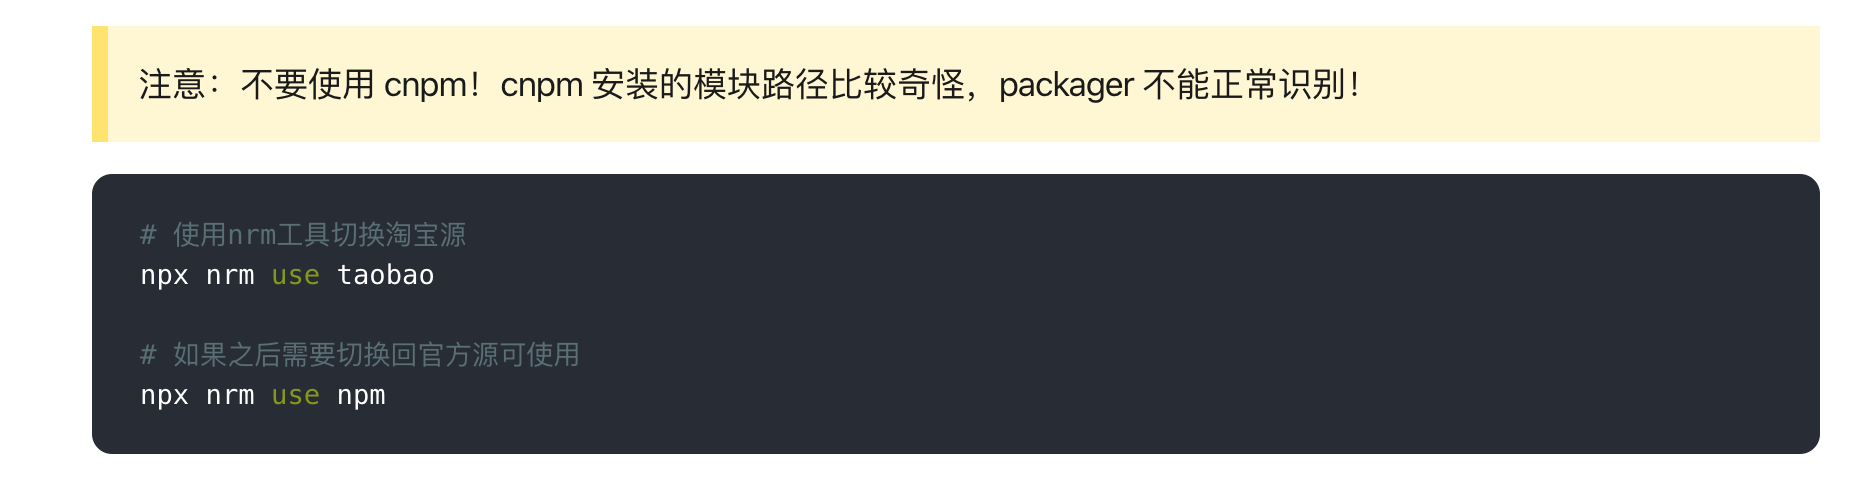 注意：不要使用 cnpm！cnpm 安装的模块路径比较奇怪，packager 不能正常识别！
# 使用nrm工具切换淘宝源
npx nrm use taobao
# 如果之后需要切换回官方源可使用
npx nrm use npm